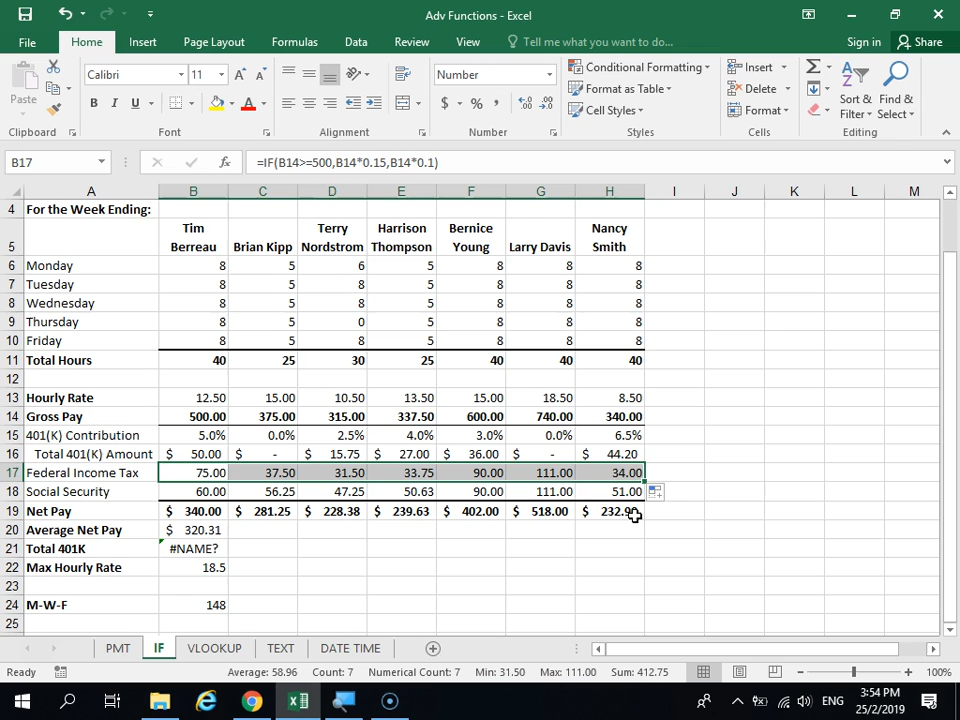 Adv Functions - Excel
File Home Insert Page Layout Formulas Data Review View Tell me what you want to do... Sign in Share
Paste Calibri 11 A A Number Conditional Formatting Insert
B I U A $ % , Format as Table Delete Sort & Find &
Cell Styles Format Filter Select
Clipboard Font Alignment Number Styles Cells Editing
B17 fx =IF(B14>=500,B14*0.15,B14*0.1)
A B C D E F G H I J K L M
4 For the Week Ending:
Tim Terry Harrison Bernice Nancy
5 Berreau Brian Kipp Nordstrom Thompson Young Larry Davis Smith
6 Monday 8 5 6 5 8 8 8
7 Tuesday 8 5 8 5 8 8 8
8 Wednesday 8 5 8 5 8 8 8
9 Thursday 8 5 0 5 8 8 8
10 Friday 8 5 8 5 8 8 8
11 Total Hours 40 25 30 25 40 40 40
12
13 Hourly Rate 12.50 15.00 10.50 13.50 15.00 18.50 8.50
14 Gross Pay 500.00 375.00 315.00 337.50 600.00 740.00 340.00
15 401(K) Contribution 5.0% 0.0% 2.5% 4.0% 3.0% 0.0% 6.5%
16 Total 401(K) Amount $ 50.00 $ - $ 15.75 $ 27.00 $ 36.00 $ - $ 44.20
17 Federal Income Tax 75.00 37.50 31.50 33.75 90.00 111.00 34.00
18 Social Security 60.00 56.25 47.25 50.63 90.00 111.00 51.00
19 Net Pay $ 340.00 $ 281.25 $ 228.38 $ 239.63 $ 402.00 $ 518.00 $
20 Average Net Pay $ 320.31
21 Total 401K #NAME?
22 Max Hourly Rate 18.5
23
24 M-W-F 148
25
PMT IF VLOOKUP TEXT DATE TIME
Ready Average: 58.96 Count: 7 Numerical Count: 7 Min: 31.50 Max: 111.00 Sum: 412.75 100%
ENG 3:54 PM
25/2/2019